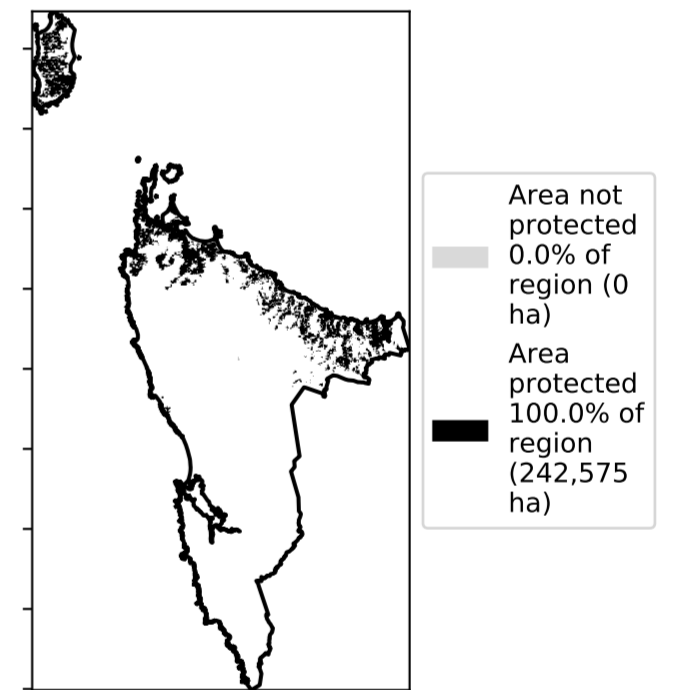 Area not
protected
0.0% of
region (0
ha)
Area
protected
100.0% of
region
(242,575
ha)